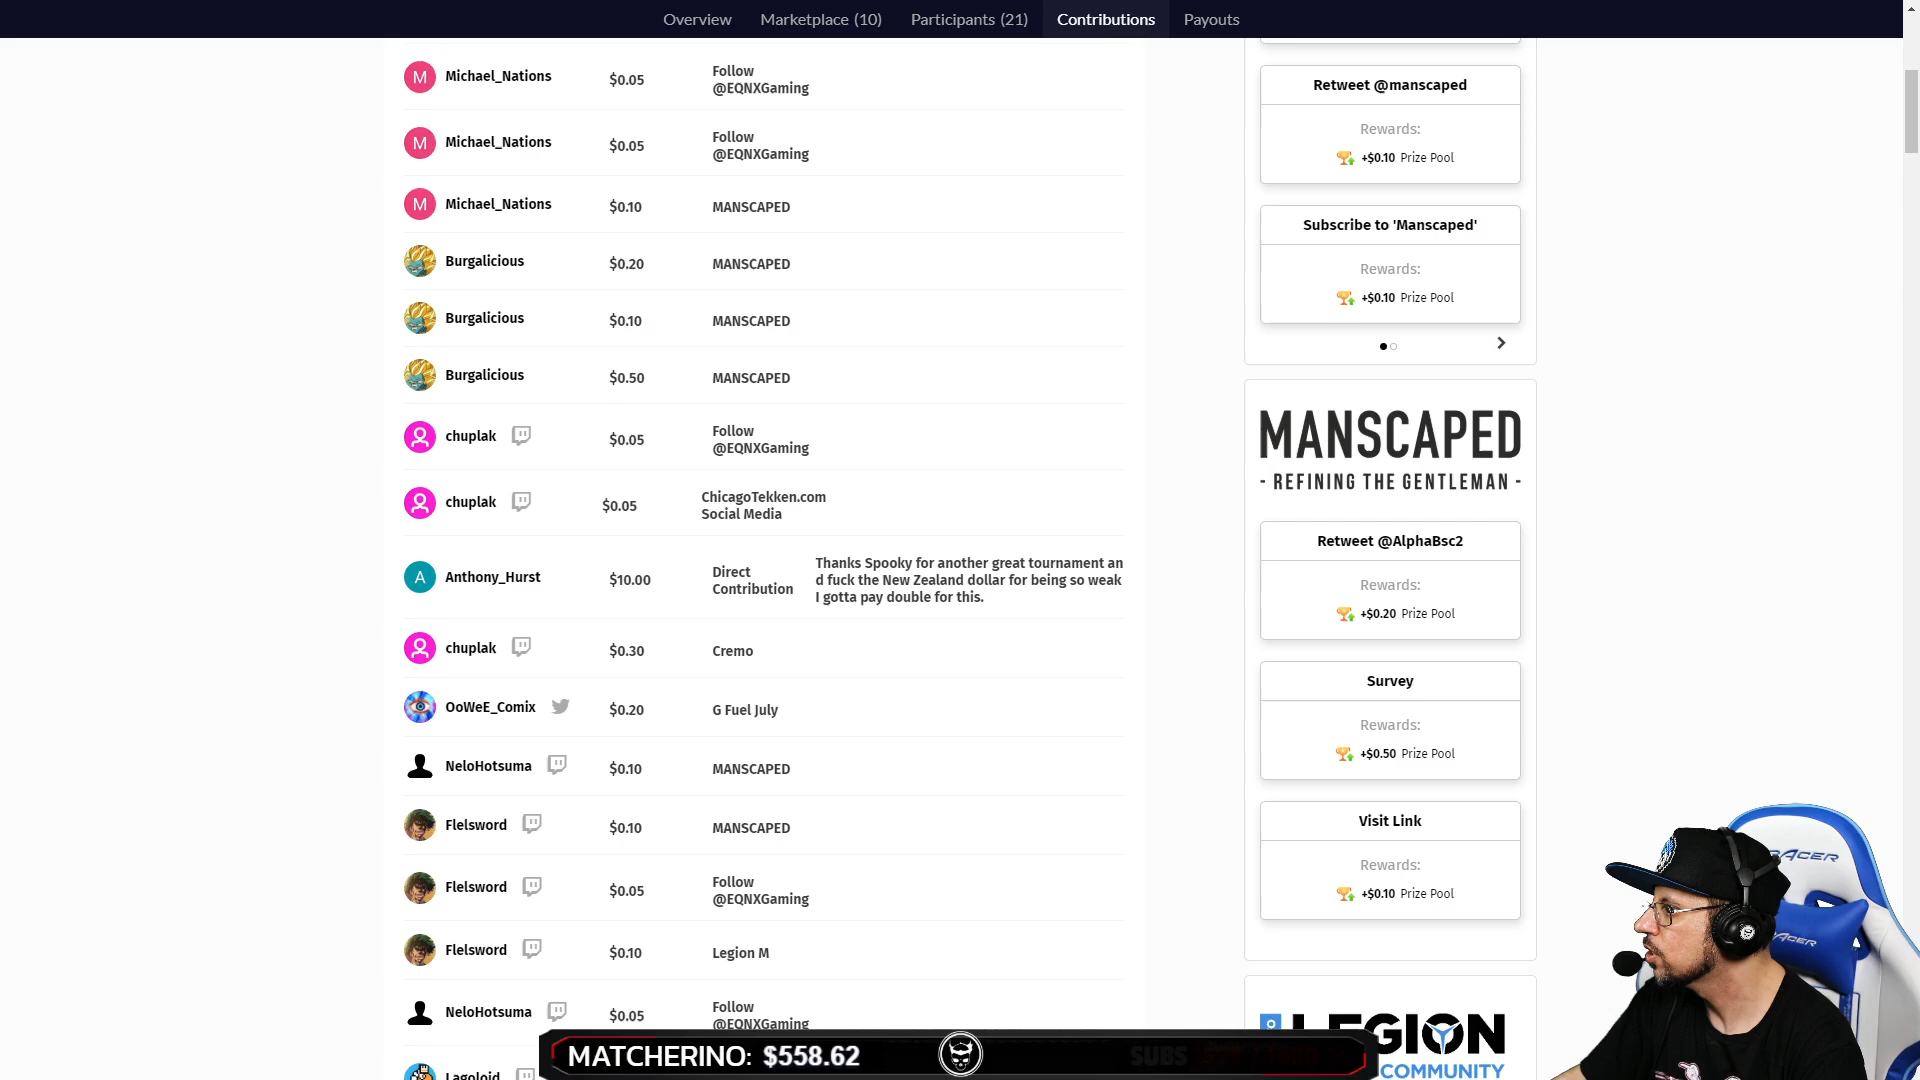 Overview Marketplace (10) Participants (21) Contributions Payouts
M Michael_Nations $0.05 Follow
@EQNXGaming
M Michael_Nations $0.05 Follow
@EQNXGaming
M Michael_Nations $0.10 MANSCAPED
Burgalicious $0.20 MANSCAPED
Burgalicious $0.10 MANSCAPED
Burgalicious $0.50 MANSCAPED
chuplak $0.05 Follow
@EQNXGaming
chuplak $0.05 ChicagoTekken.com
Social Media
A Anthony_Hurst $10.00 Direct
Contribution
Thanks Spooky for another great tournament an
d fuck the New Zealand dollar for being so weak
I gotta pay double for this.
chuplak $0.30 Cremo
OoWeE_Comix $0.20 G Fuel July
NeloHotsuma $0.10 MANSCAPED
Flelsword $0.10 MANSCAPED
Flelsword $0.05 Follow
@EQNXGaming
Flelsword $0.10 Legion M
NeloHotsuma $0.05 Follow
@EQNXGaming
Lagoloid
Retweet @manscaped
Rewards:
+$0.10 Prize Pool
Subscribe to 'Manscaped'
Rewards:
+$0.10 Prize Pool
MANSCAPED
- REFINING THE GENTLEMAN -
Retweet @AlphaBsc2
Rewards:
+$0.20 Prize Pool
Survey
Rewards:
+$0.50 Prize Pool
Visit Link
Rewards:
+$0.10 Prize Pool
LEGION
COMMUNITY
MATCHERINO: $558.62
SUBS
ACER